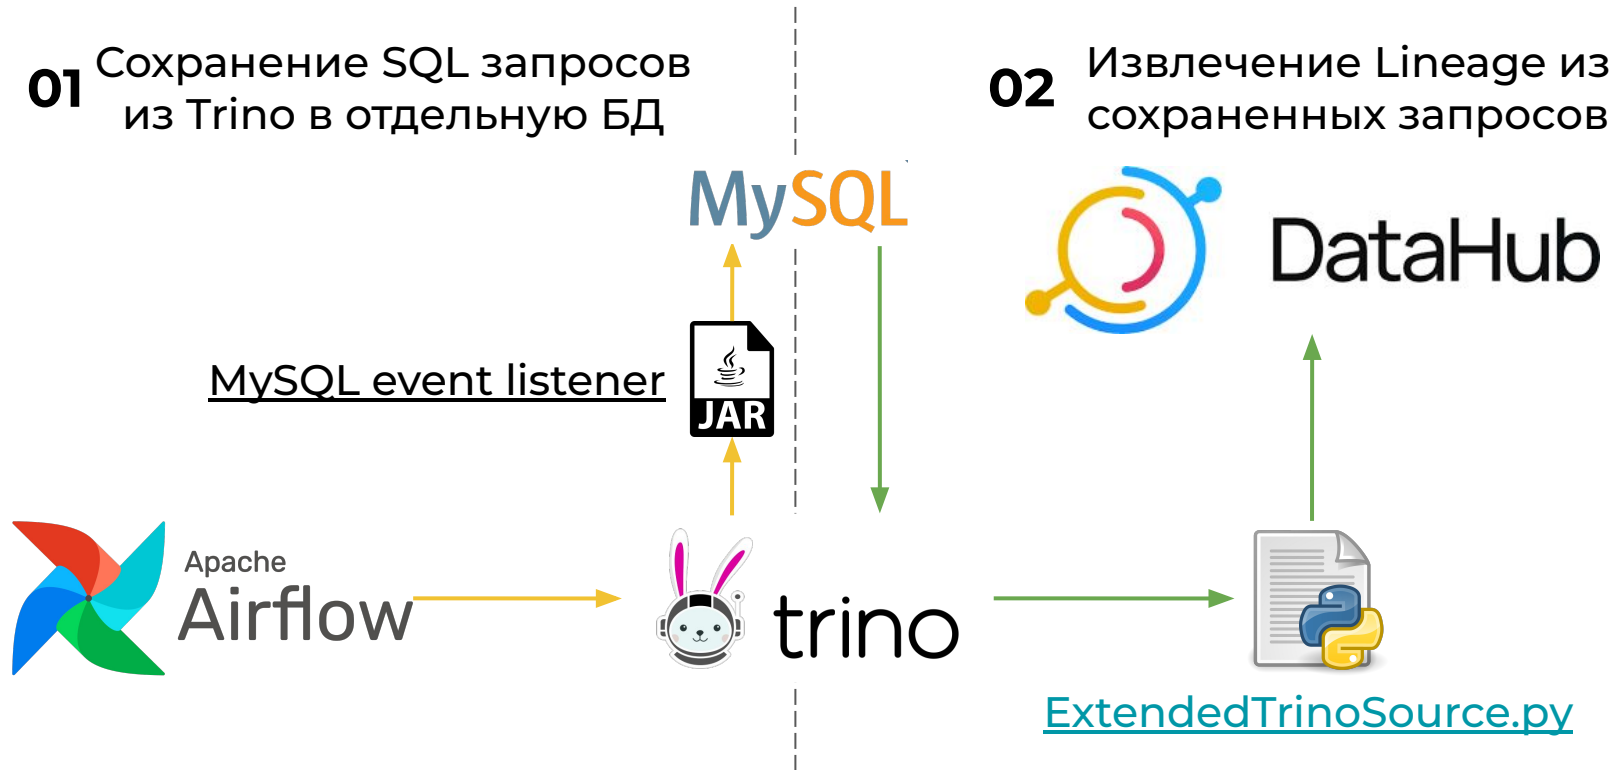 01
Сохранение SQL запросов
из Trino в отдельную БД
02
Извлечение Lineage из
сохраненных запросов
MySQL
DataHub
MySQL event listener
JAR
Apache
Airflow
trino
ExtendedTrinoSource.py